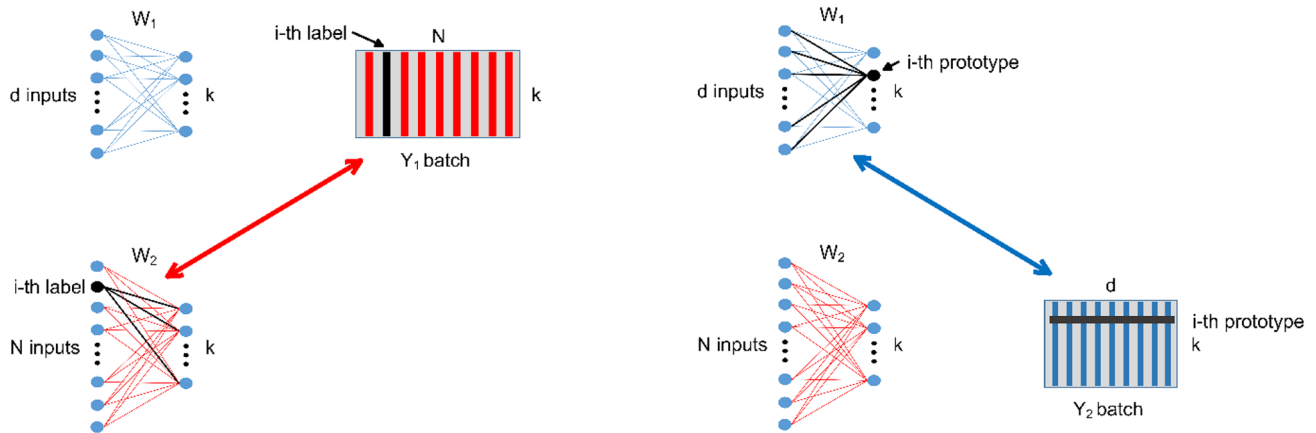 W₁
i-th label
N
d inputs
k
k
Y₁ batch
W₂
i-th label
N inputs
k
W₁
i-th prototype
d inputs
k
W₂
d
i-th prototype
N inputs
k
k
Y₂ batch